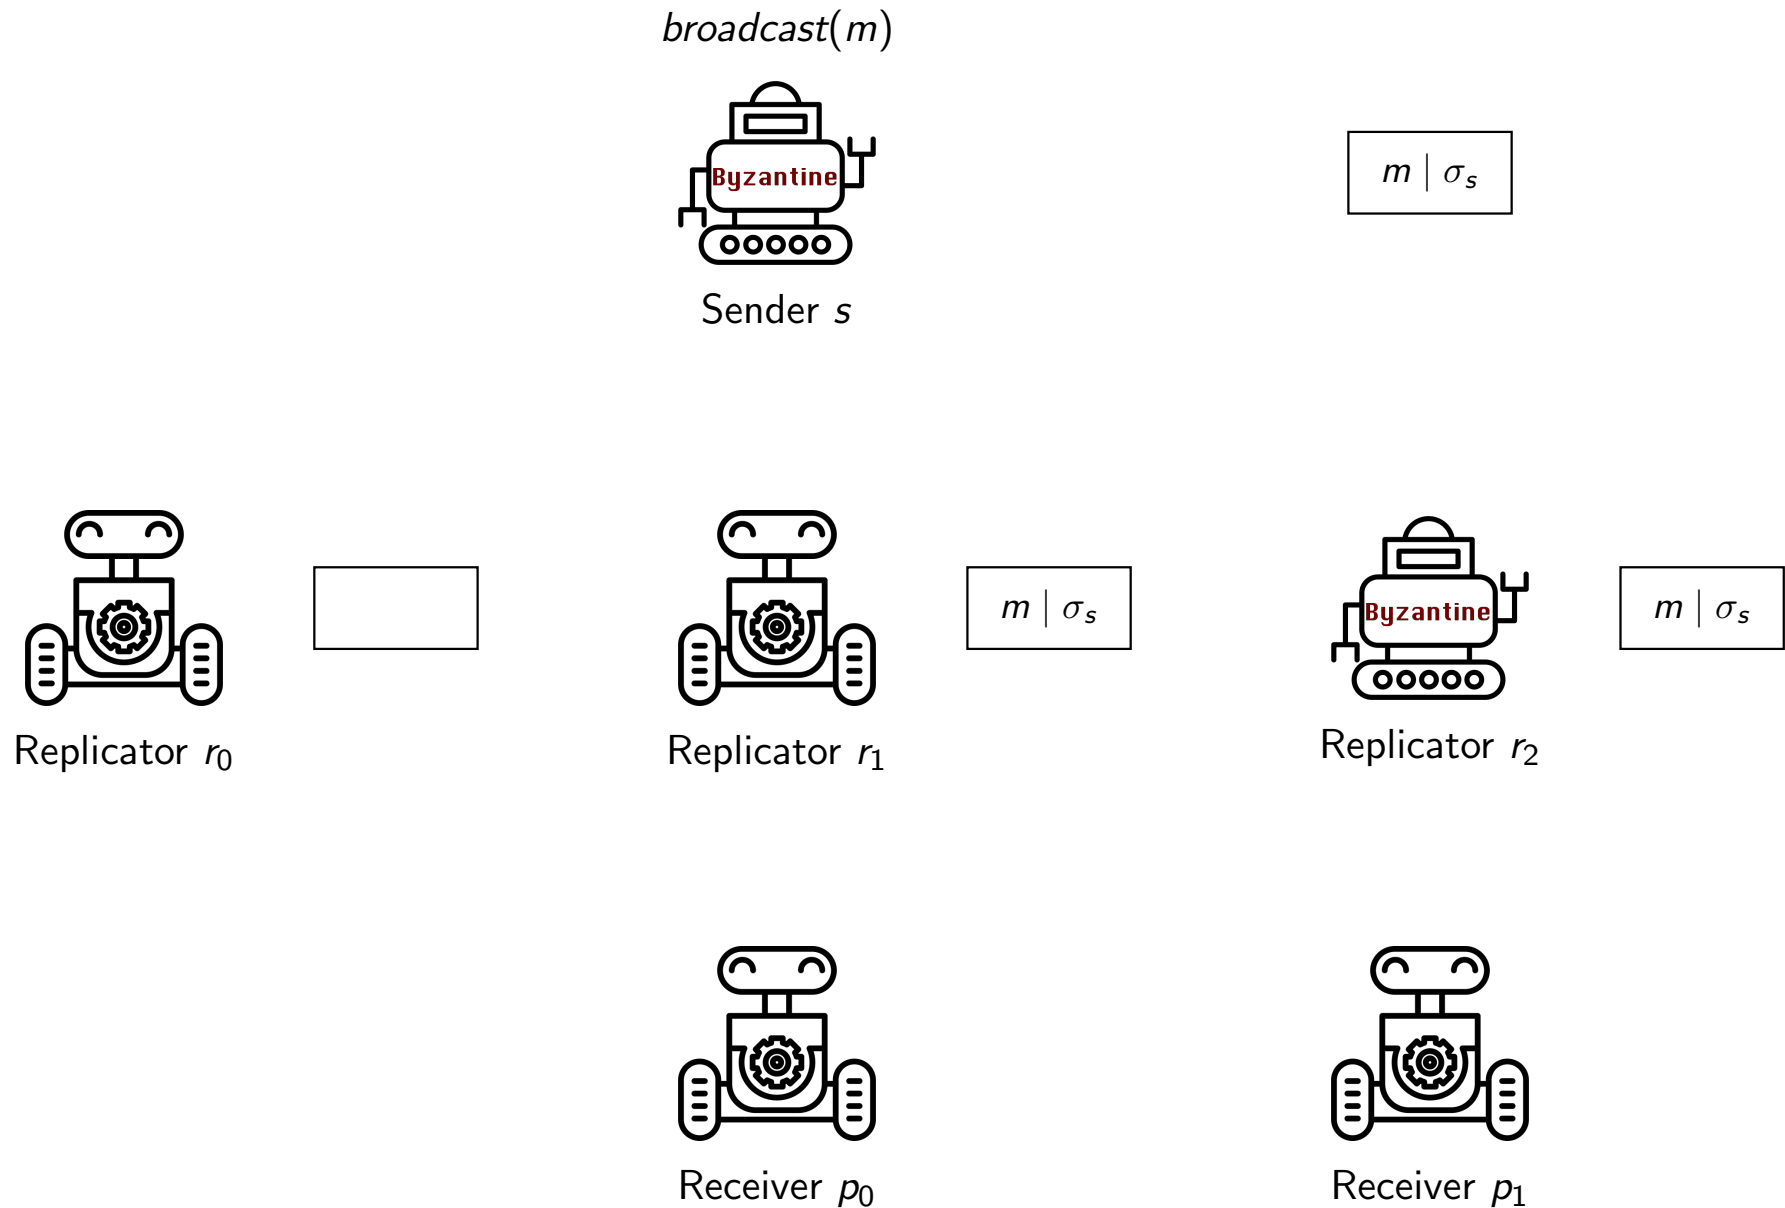 broadcast(m)
Byzantine
m | σₛ
Sender s
m | σₛ
Byzantine
m | σₛ
Replicator r₀
Replicator r₁
Replicator r₂
Receiver p₀
Receiver p₁